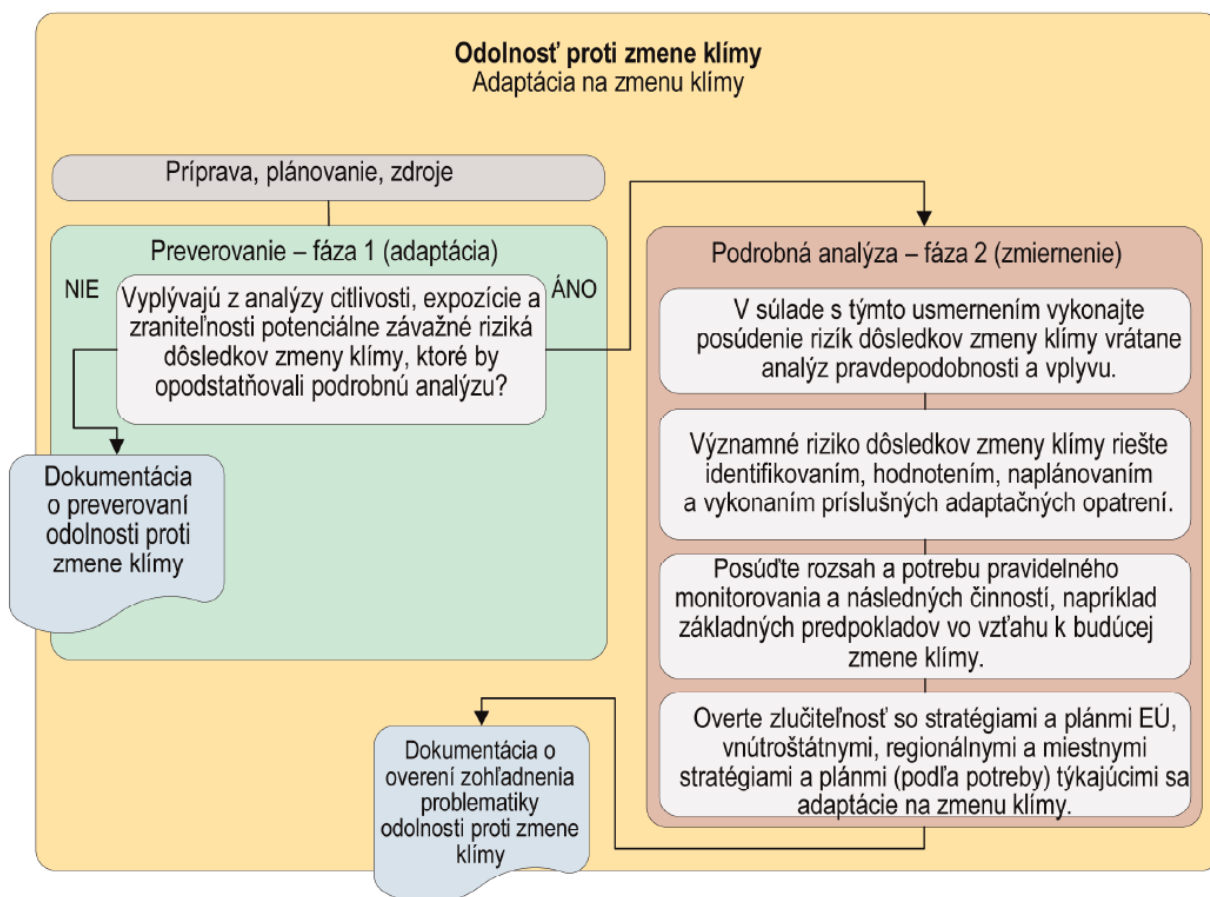 Odolnosť proti zmene klímy
Adaptácia na zmenu klímy
Príprava, plánovanie, zdroje
Preverovanie – fáza 1 (adaptácia)
NIE
ÁNO
Vyplývajú z analýzy citlivosti, expozície a
zraniteľnosti potenciálne závažné riziká
dôsledkov zmeny klímy, ktoré by
opodstatňovali podrobnú analýzu?
Dokumentácia
o preverovaní
odolnosti proti
zmene klímy
Podrobná analýza – fáza 2 (zmiernenie)
V súlade s týmto usmernením vykonajte
posúdenie rizík dôsledkov zmeny klímy vrátane
analýz pravdepodobnosti a vplyvu.
Významné riziko dôsledkov zmeny klímy riešte
identifikovaním, hodnotením, naplánovaním
a vykonaním príslušných adaptačných opatrení.
Posúďte rozsah a potrebu pravidelného
monitorovania a následných činností, napríklad
základných predpokladov vo vzťahu k budúcej
zmene klímy.
Overte zlučiteľnosť so stratégiami a plánmi EÚ,
vnútroštátnymi, regionálnymi a miestnymi
stratégiami a plánmi (podľa potreby) týkajúcimi sa
adaptácie na zmenu klímy.
Dokumentácia o
overení zohľadnenia
problematiky
odolnosti proti zmene
klímy